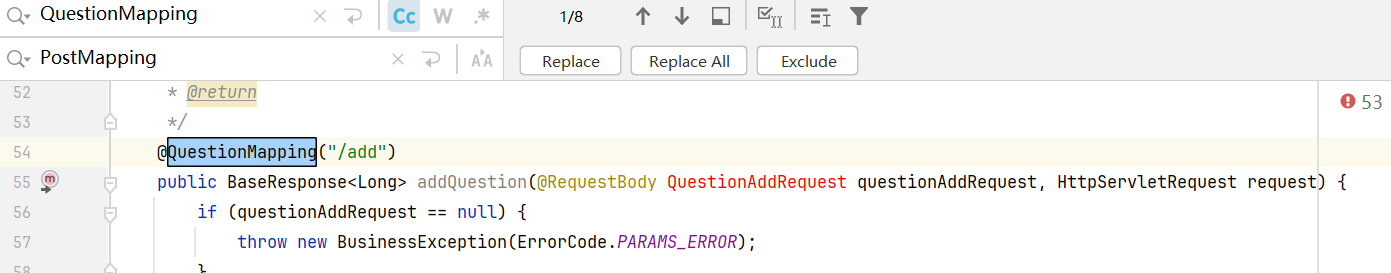 QuestionMapping Cc W .* 1/8
PostMapping AA Replace Replace All Exclude
52 * @return 53
53 */
54 @QuestionMapping("/add")
55 public BaseResponse<Long> addQuestion(@RequestBody QuestionAddRequest questionAddRequest, HttpServletRequest request) {
56 if (questionAddRequest == null) {
57 throw new BusinessException(ErrorCode.PARAMS_ERROR);
58 }